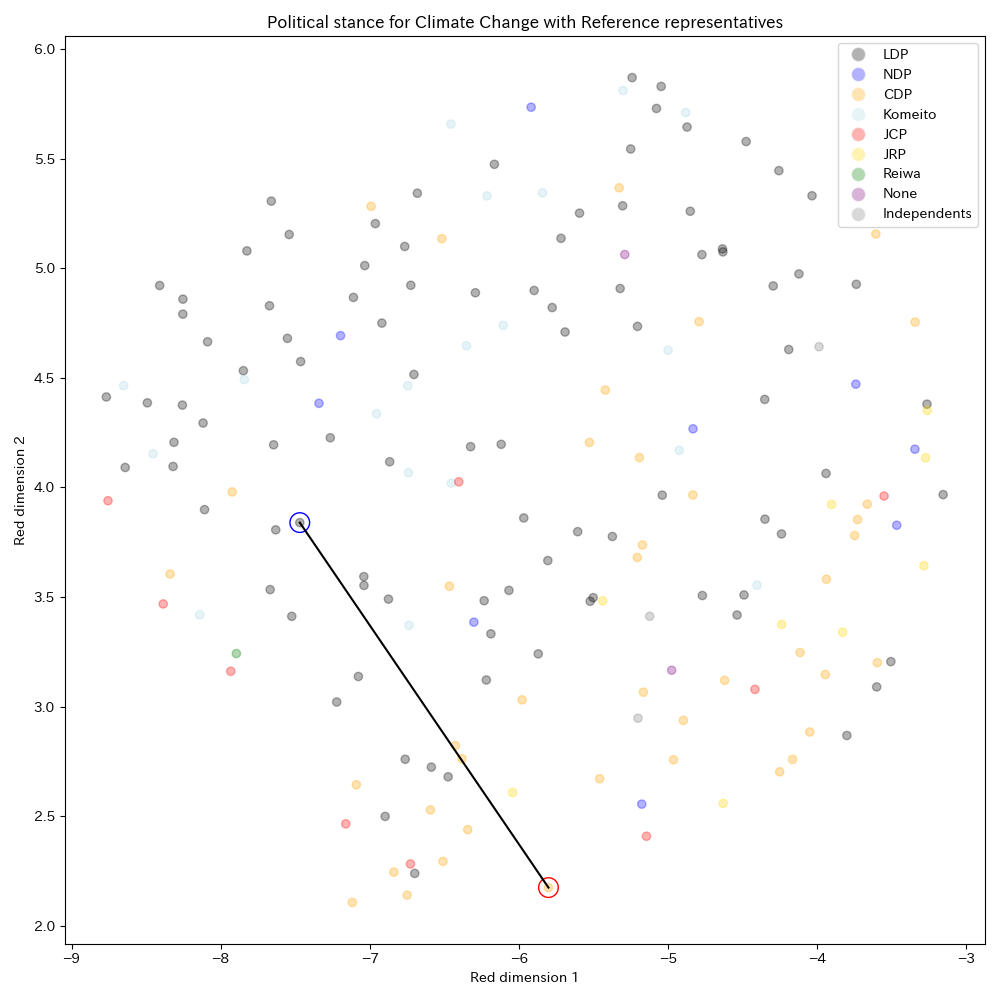 Political stance for Climate Change with Reference representatives
LDP
NDP
CDP
Komeito
JCP
JRP
Reiwa
None
Independents
6.0
5.5
5.0
4.5
4.0
3.5
3.0
2.5
2.0
Red dimension 2
−9
−8
−7
−6
−5
−4
−3
Red dimension 1